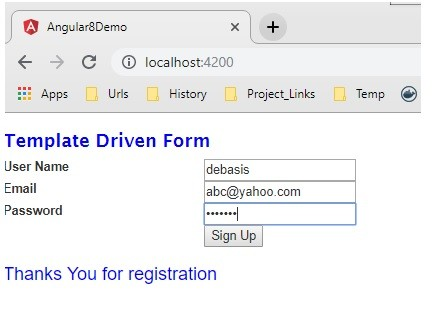 Angular8Demo
localhost:4200
Apps Urls History Project_Links Temp
Template Driven Form
User Name debasis
Email abc@yahoo.com
Password •••••••
Sign Up
Thanks You for registration